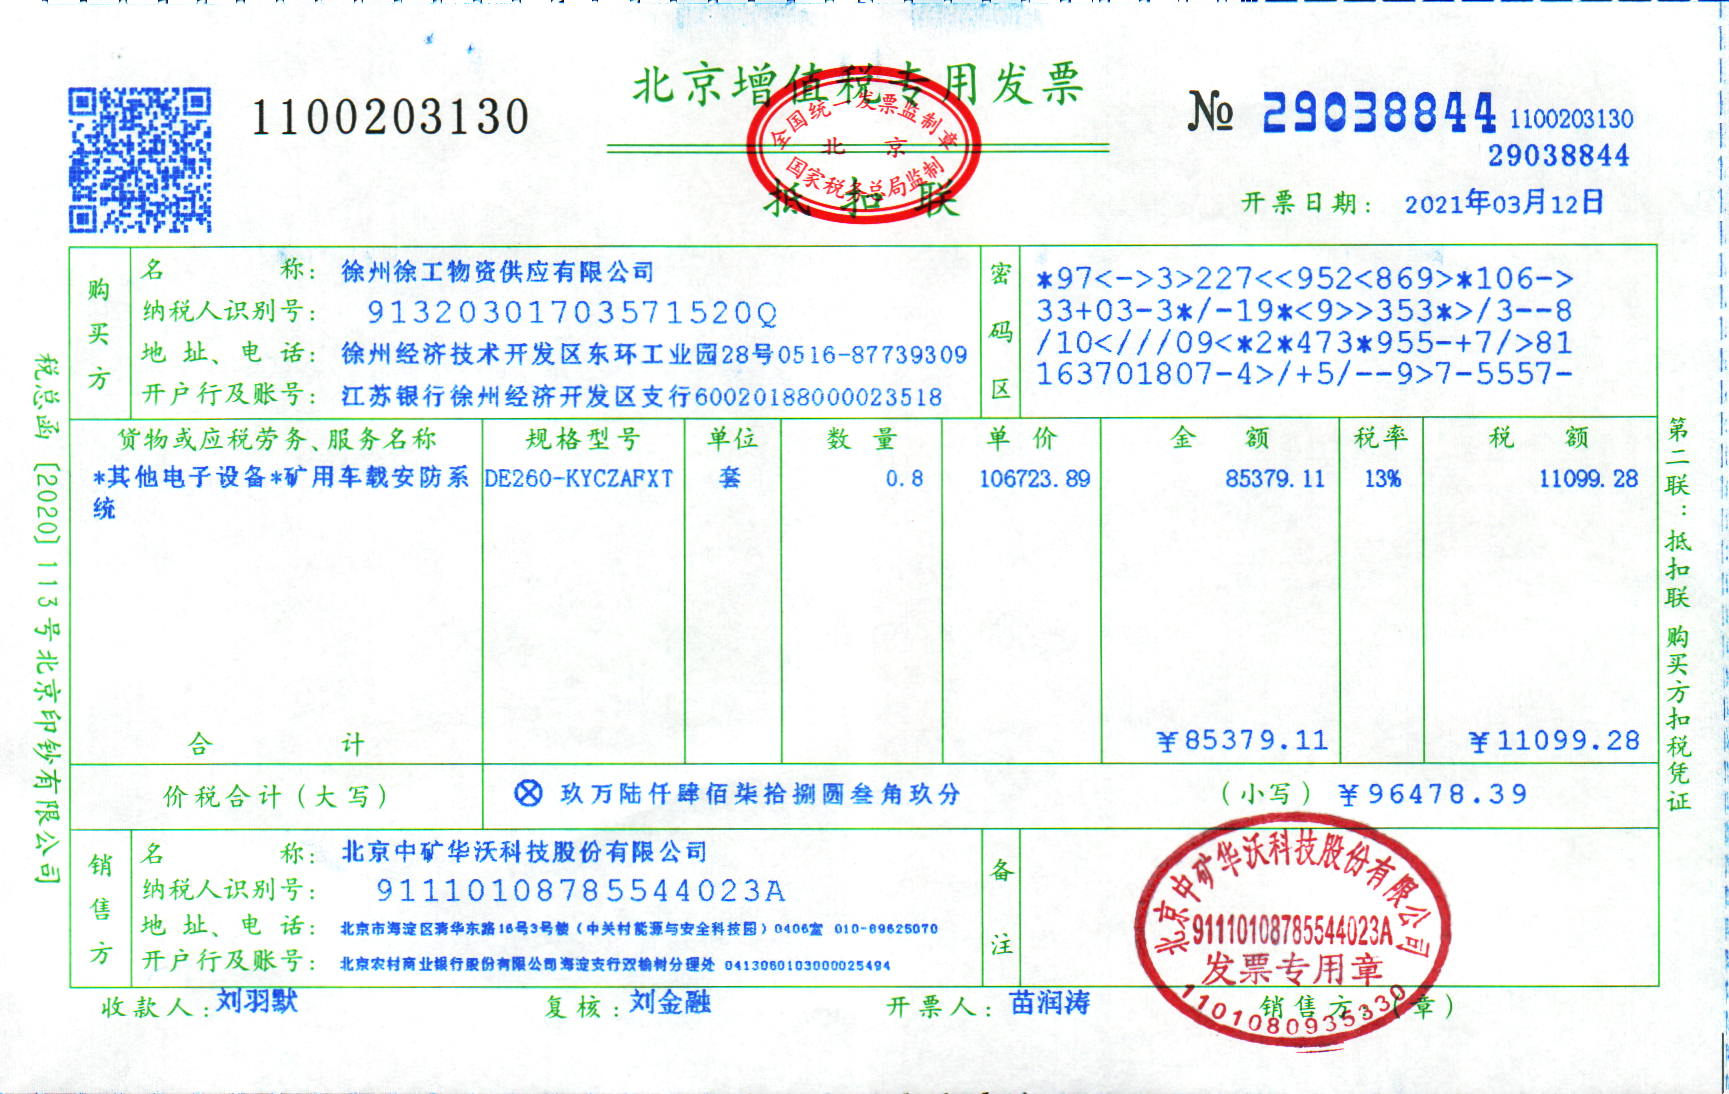 北京增值税专用发票
抵扣联
全国统一发票监制章
北京
国家税务总局监制
1100203130
№ 29038844
1100203130
29038844
开票日期: 2021年03月12日
购买方
名称: 徐州徐工物资供应有限公司
纳税人识别号: 91320301703571520Q
地址、电话: 徐州经济技术开发区东环工业园28号0516-87739309
开户行及账号: 江苏银行徐州经济开发区支行60020188000023518
密码区
*97<->3>227<<952<869>*106->
33+03-3*/-19*<9>>353*>/3--8
/10<///09<*2*473*955-+7/>81
163701807-4>/+5/--9>7-5557-
货物或应税劳务、服务名称 规格型号 单位 数量 单价 金额 税率 税额
*其他电子设备*矿用车载安防系 DE260-KYCZAFXT 套 0.8 106723.89 85379.11 13% 11099.28
统
合计 ¥85379.11 ¥11099.28
价税合计(大写) ⊗玖万陆仟肆佰柒拾捌圆叁角玖分 (小写) ¥96478.39
销售方
名称: 北京中矿华沃科技股份有限公司
纳税人识别号: 91110108785544023A
地址、电话: 北京市海淀区清华东路16号3号楼(中关村能源与安全科技园)0406室 010-89625070
开户行及账号: 北京农村商业银行股份有限公司海淀支行双榆树分理处 0413060103000025494
备注
收款人: 刘羽默 复核: 刘金融 开票人: 苗润涛 销售方:(章)
北京中矿华沃科技股份有限公司
91110108785544023A
发票专用章
1101080935330
税总函[2020]113号北京印钞有限公司
第二联:抵扣联 购买方扣税凭证